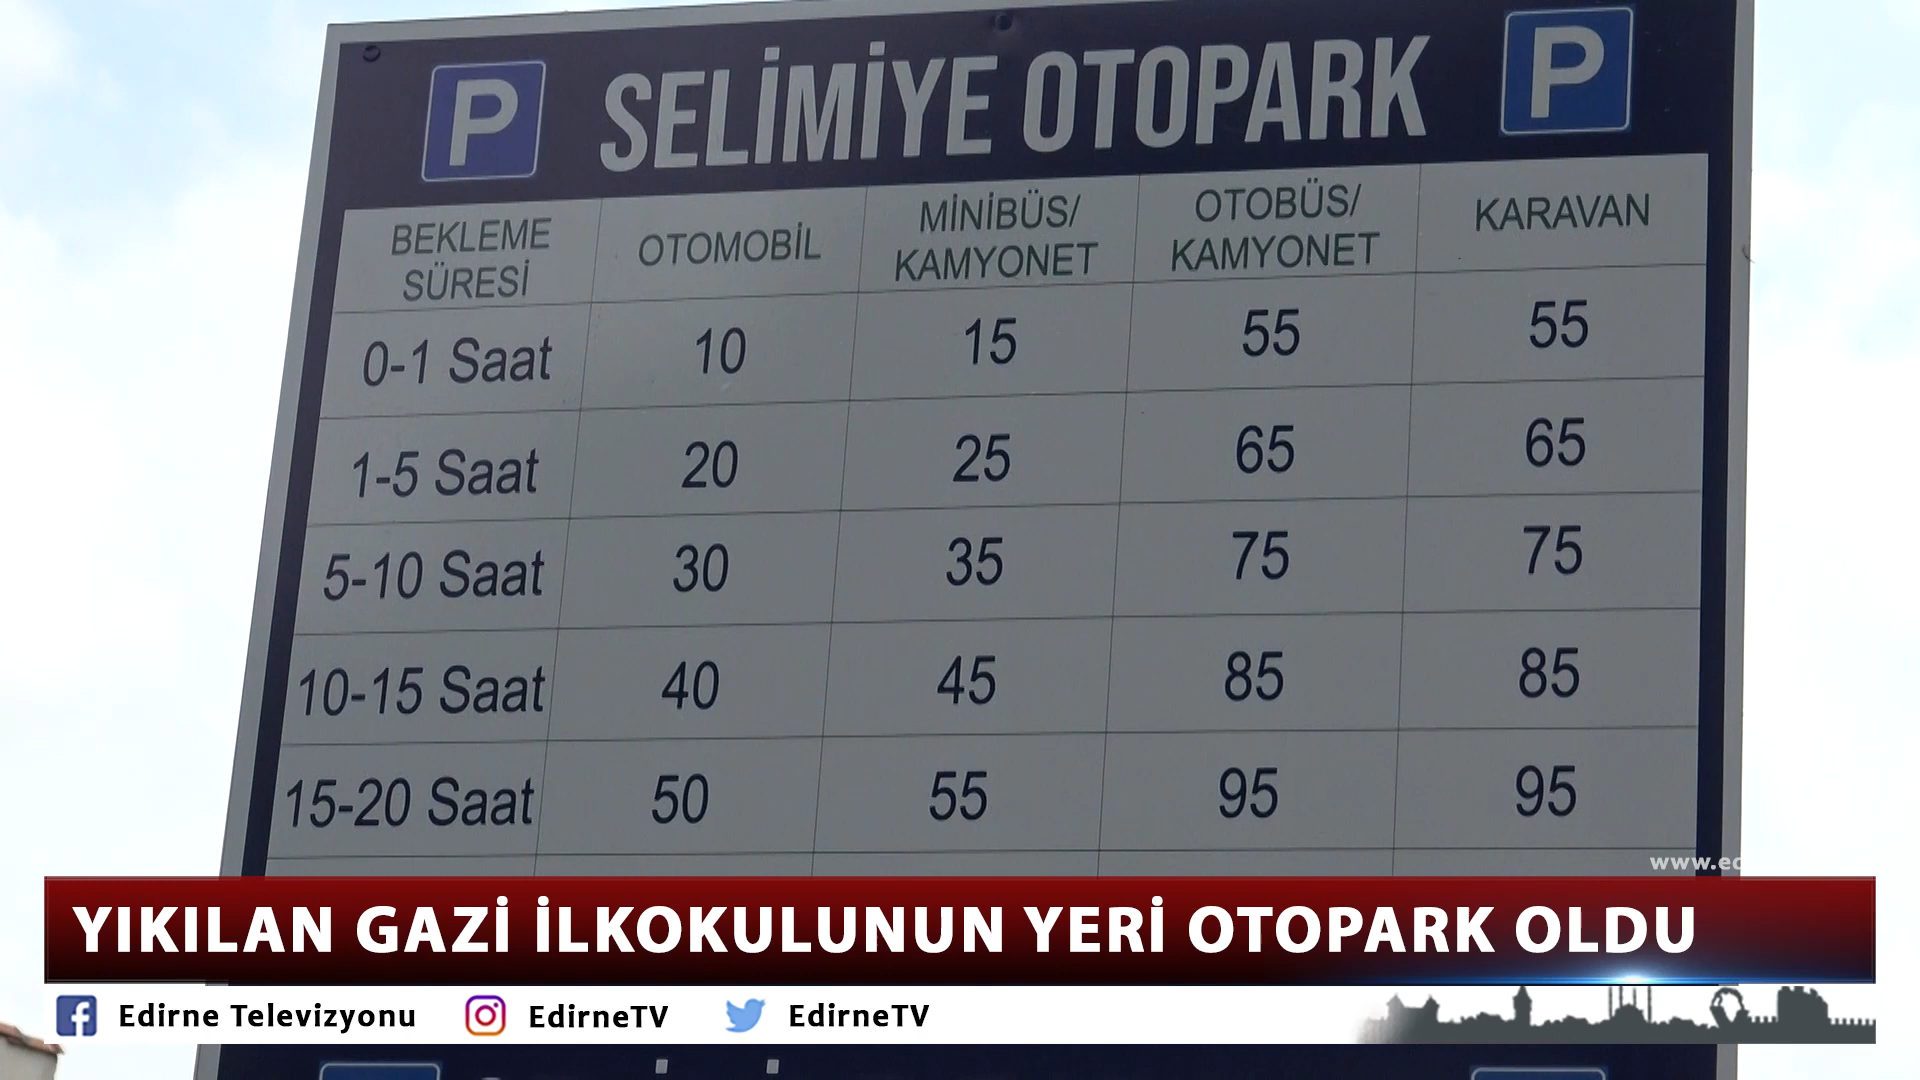 P SELİMİYE OTOPARK P
BEKLEME SÜRESİ OTOMOBİL MİNİBÜS/ KAMYONET OTOBÜS/ KAMYONET KARAVAN
0-1 Saat 10 15 55 55
1-5 Saat 20 25 65 65
5-10 Saat 30 35 75 75
10-15 Saat 40 45 85 85
15-20 Saat 50 55 95 95
YIKILAN GAZİ İLKOKULUNUN YERİ OTOPARK OLDU
Edirne Televizyonu EdirneTV EdirneTV